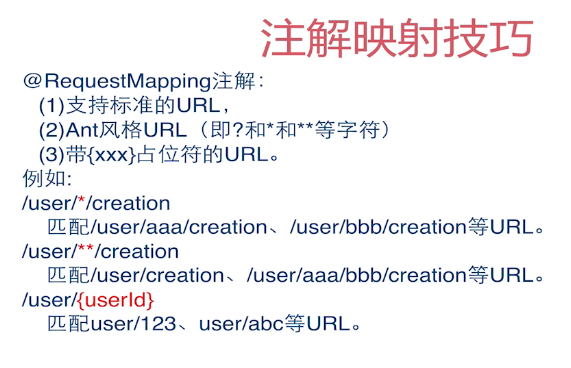 注解映射技巧
@RequestMapping注解：
(1)支持标准的URL，
(2)Ant风格URL（即?和*和**等字符）
(3)带{xxx}占位符的URL。
例如:
/user/*/creation
匹配/user/aaa/creation、/user/bbb/creation等URL。
/user/**/creation
匹配/user/creation、/user/aaa/bbb/creation等URL。
/user/{userId}
匹配user/123、user/abc等URL。